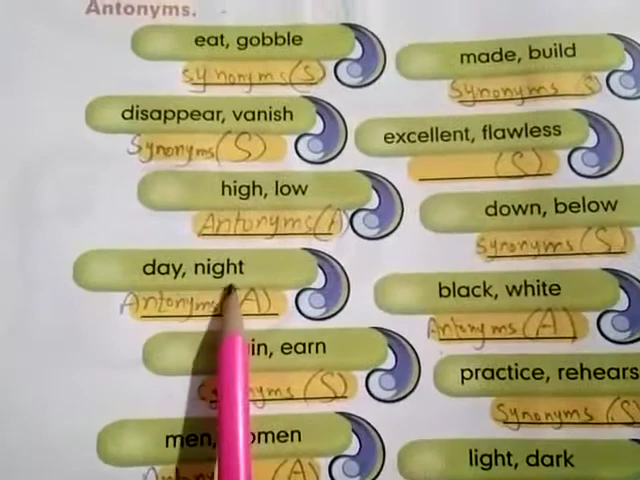 Antonyms.
eat, gobble
Synonyms (S)
made, build
Synonyms (S)
disappear, vanish
Synonyms (S)
excellent, flawless
(S)
high, low
Antonyms (A)
down, below
Synonyms (S)
day, night
Antonyms (A)
black, white
Antonyms (A)
in, earn
Synonyms (S)
practice, rehears
Synonyms (S)
men, omen
(A)
light, dark